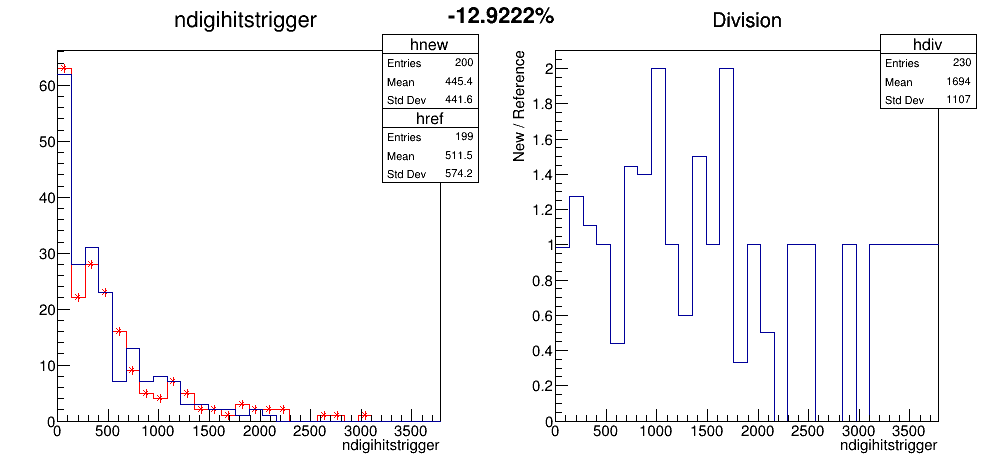 -12.9222%
ndigihitstrigger
hnew
Entries 200
Mean 445.4
Std Dev 441.6
href
Entries 199
Mean 511.5
Std Dev 574.2
60
50
40
30
20
10
0
0 500 1000 1500 2000 2500 3000 3500
ndigihitstrigger
Division
hdiv
Entries 230
Mean 1694
Std Dev 1107
New / Reference
2
1.8
1.6
1.4
1.2
1
0.8
0.6
0.4
0.2
0
0 500 1000 1500 2000 2500 3000 3500
ndigihitstrigger